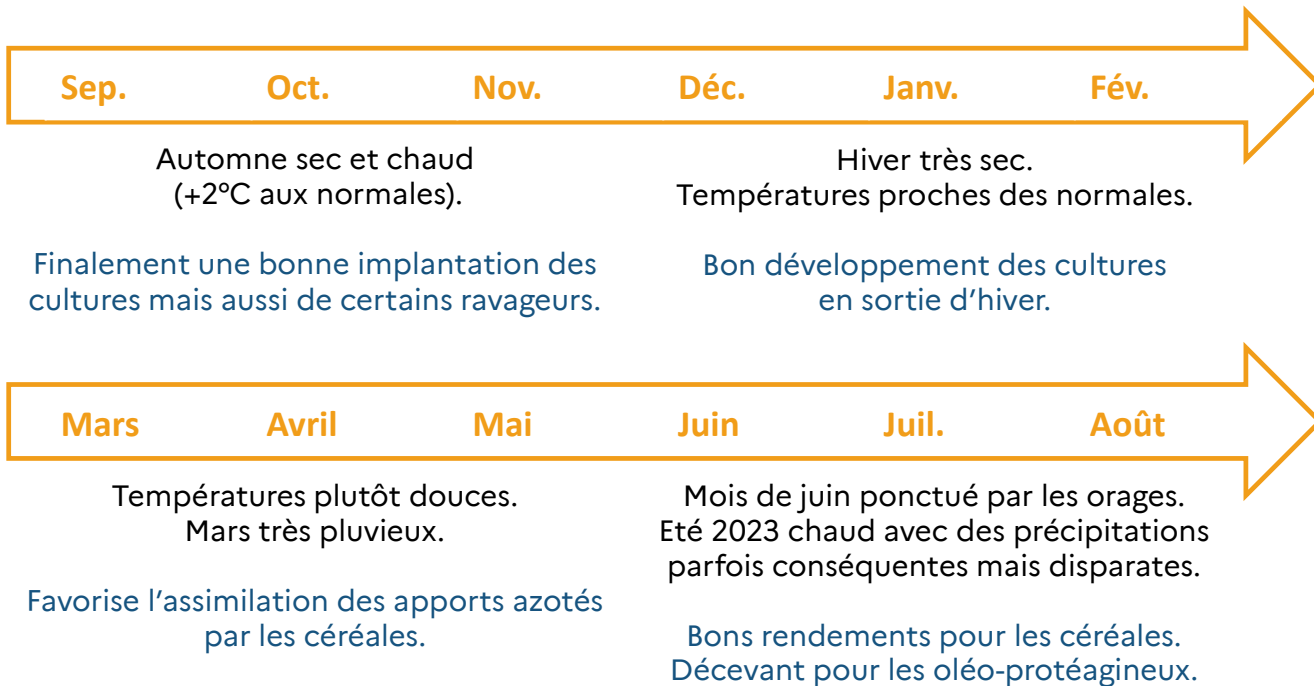 Sep. Oct. Nov. Déc. Janv. Fév.
Automne sec et chaud
(+2°C aux normales).
Finalement une bonne implantation des
cultures mais aussi de certains ravageurs.
Hiver très sec.
Températures proches des normales.
Bon développement des cultures
en sortie d’hiver.
Mars Avril Mai Juin Juil. Août
Températures plutôt douces.
Mars très pluvieux.
Favorise l’assimilation des apports azotés
par les céréales.
Mois de juin ponctué par les orages.
Eté 2023 chaud avec des précipitations
parfois conséquentes mais disparates.
Bons rendements pour les céréales.
Décevant pour les oléo-protéagineux.